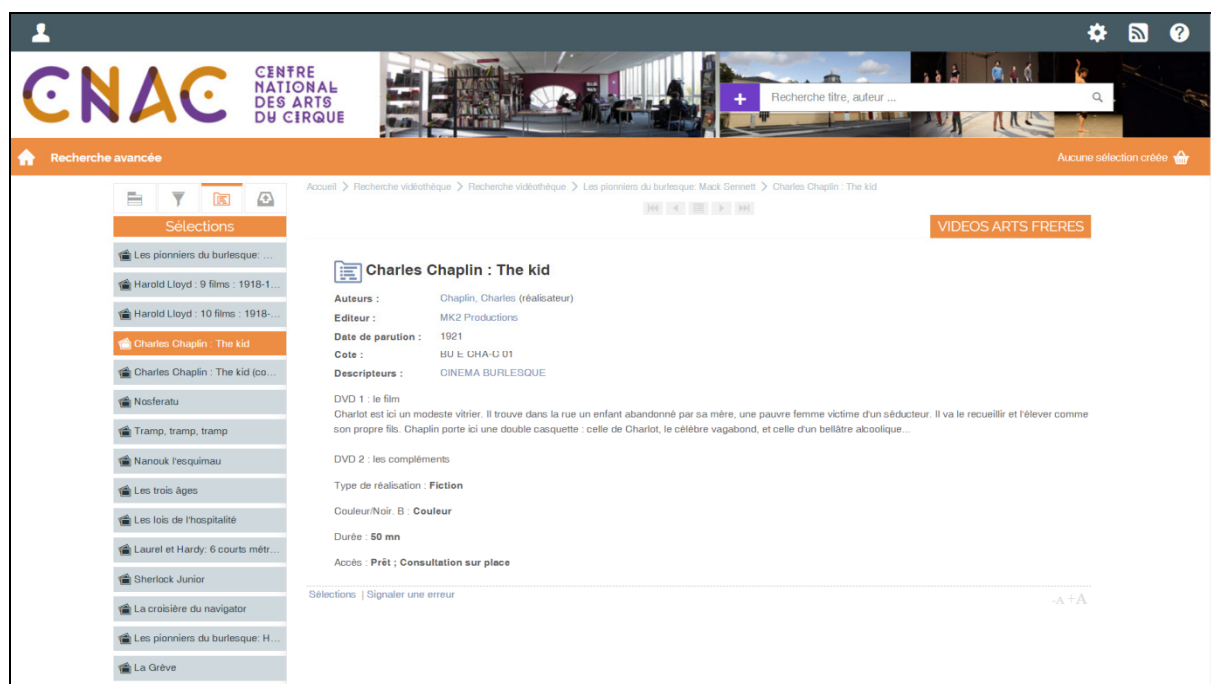 CNAC
CENTRE
NATIONAL
DES ARTS
DU CIRQUE
+ Recherche titre, auteur ...
Recherche avancée
Aucune sélection créée
Accueil > Recherche vidéothèque > Recherche vidéothèque > Les pionniers du burlesque: Mack Sennett > Charles Chaplin : The kid
Sélections
Les pionniers du burlesque: ...
Harold Lloyd : 9 films : 1918-1...
Harold Lloyd : 10 films : 1918-...
Charles Chaplin : The kid
Charles Chaplin : The kid (co...
Nosferatu
Tramp, tramp, tramp
Nanouk l'esquimau
Les trois âges
Les lois de l'hospitalité
Laurel et Hardy: 6 courts métr...
Sherlock Junior
La croisière du navigator
Les pionniers du burlesque: H...
La Grève
VIDEOS ARTS FRERES
Charles Chaplin : The kid
Auteurs : Chaplin, Charles (réalisateur)
Editeur : MK2 Productions
Date de parution : 1921
Cote : BU E CHA-C 01
Descripteurs : CINEMA BURLESQUE
DVD 1 : le film
Charlot est ici un modeste vitrier. Il trouve dans la rue un enfant abandonné par sa mère, une pauvre femme victime d'un séducteur. Il va le recueillir et l'élever comme
son propre fils. Chaplin porte ici une double casquette : celle de Charlot, le célèbre vagabond, et celle d'un bellâtre alcoolique...
DVD 2 : les compléments
Type de réalisation : Fiction
Couleur/Noir. B : Couleur
Durée : 50 mn
Accès : Prêt ; Consultation sur place
Sélections | Signaler une erreur
-A +A